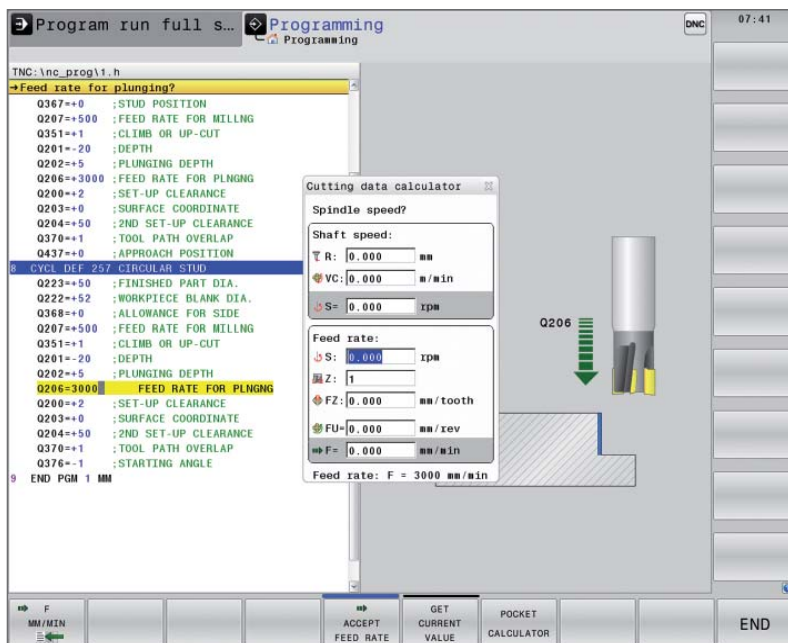 Program run full s...
Programming
Programming
DNC
07:41
TNC:\nc_prog\1.h
→Feed rate for plunging?
Q367=+0 ;STUD POSITION
Q207=+500 ;FEED RATE FOR MILLNG
Q351=+1 ;CLIMB OR UP-CUT
Q201=-20 ;DEPTH
Q202=+5 ;PLUNGING DEPTH
Q206=+3000 ;FEED RATE FOR PLNGNG
Q200=+2 ;SET-UP CLEARANCE
Q203=+0 ;SURFACE COORDINATE
Q204=+50 ;2ND SET-UP CLEARANCE
Q370=+1 ;TOOL PATH OVERLAP
Q437=+0 ;APPROACH POSITION
8 CYCL DEF 257 CIRCULAR STUD
Q223=+50 ;FINISHED PART DIA.
Q222=+52 ;WORKPIECE BLANK DIA.
Q368=+0 ;ALLOWANCE FOR SIDE
Q207=+500 ;FEED RATE FOR MILLNG
Q351=+1 ;CLIMB OR UP-CUT
Q201=-20 ;DEPTH
Q202=+5 ;PLUNGING DEPTH
Q206=3000 FEED RATE FOR PLNGNG
Q200=+2 ;SET-UP CLEARANCE
Q203=+0 ;SURFACE COORDINATE
Q204=+50 ;2ND SET-UP CLEARANCE
Q370=+1 ;TOOL PATH OVERLAP
Q376=-1 ;STARTING ANGLE
9 END PGM 1 MM
Cutting data calculator
Spindle speed?
Shaft speed:
R: 0.000 mm
VC: 0.000 m/min
S= 0.000 rpm
Feed rate:
S: 0.000 rpm
Z: 1
FZ: 0.000 mm/tooth
FU= 0.000 mm/rev
F= 0.000 mm/min
Feed rate: F = 3000 mm/min
Q206
F
MM/MIN
ACCEPT
FEED RATE
GET
CURRENT
VALUE
POCKET
CALCULATOR
END